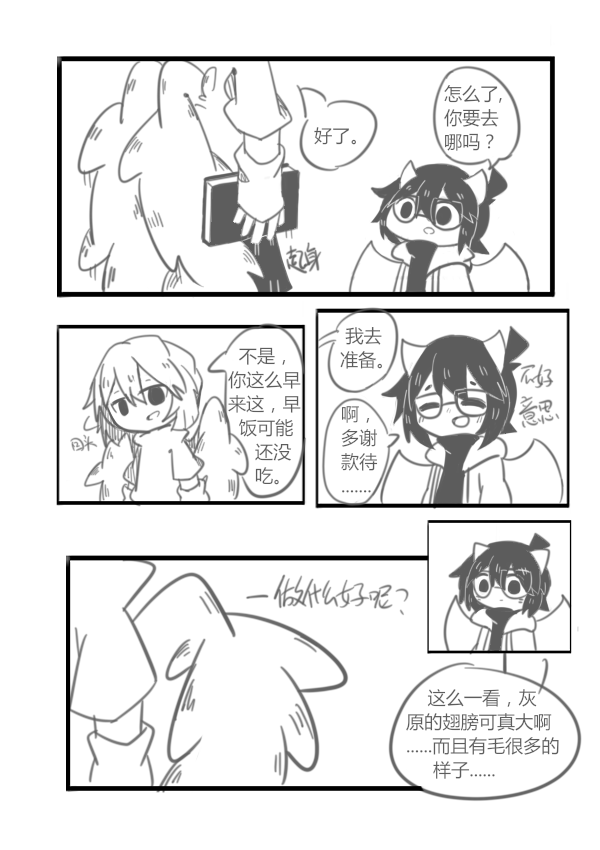 好了。
怎么了,
你要去
哪吗？
起身
不是，
你这么早
来这，早
饭可能
还没
吃。
回头
我去
准备。
啊，
多谢
款待
.......
不好
意思
一做什么好呢?
这么一看，灰
原的翅膀可真大啊
......而且有毛很多的
样子......